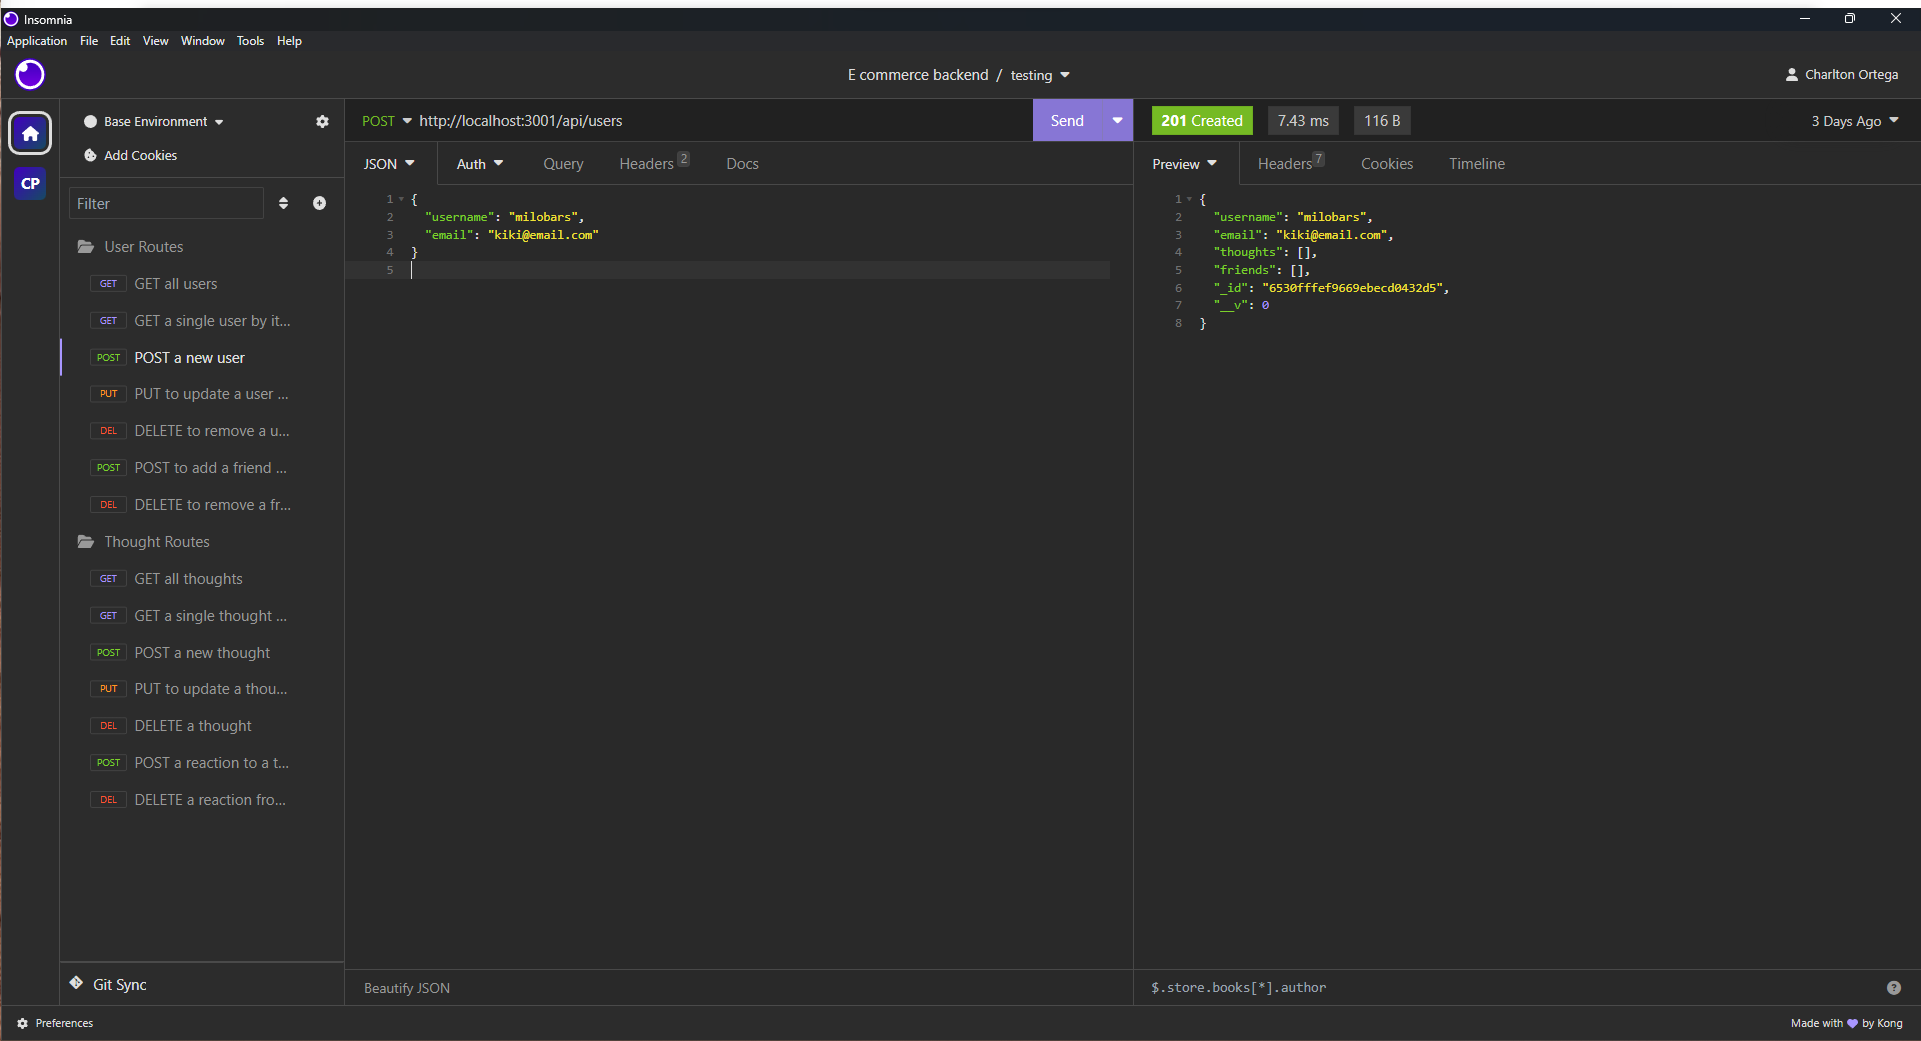 Insomnia
Application File Edit View Window Tools Help
E commerce backend / testing
Charlton Ortega
Base Environment
Add Cookies
CP
Filter
User Routes
GET GET all users
GET GET a single user by it...
POST POST a new user
PUT PUT to update a user ...
DEL DELETE to remove a u...
POST POST to add a friend ...
DEL DELETE to remove a fr...
Thought Routes
GET GET all thoughts
GET GET a single thought ...
POST POST a new thought
PUT PUT to update a thou...
DEL DELETE a thought
POST POST a reaction to a t...
DEL DELETE a reaction fro...
Git Sync
POST http://localhost:3001/api/users
Send
JSON Auth Query Headers 2 Docs
1 {
2 "username": "milobars",
3 "email": "kiki@email.com"
4 }
5
Beautify JSON
201 Created 7.43 ms 116 B 3 Days Ago
Preview Headers 7 Cookies Timeline
1 {
2 "username": "milobars",
3 "email": "kiki@email.com",
4 "thoughts": [],
5 "friends": [],
6 "_id": "6530fffef9669ebecd0432d5",
7 "__v": 0
8 }
$.store.books[*].author
?
Preferences
Made with 💜 by Kong